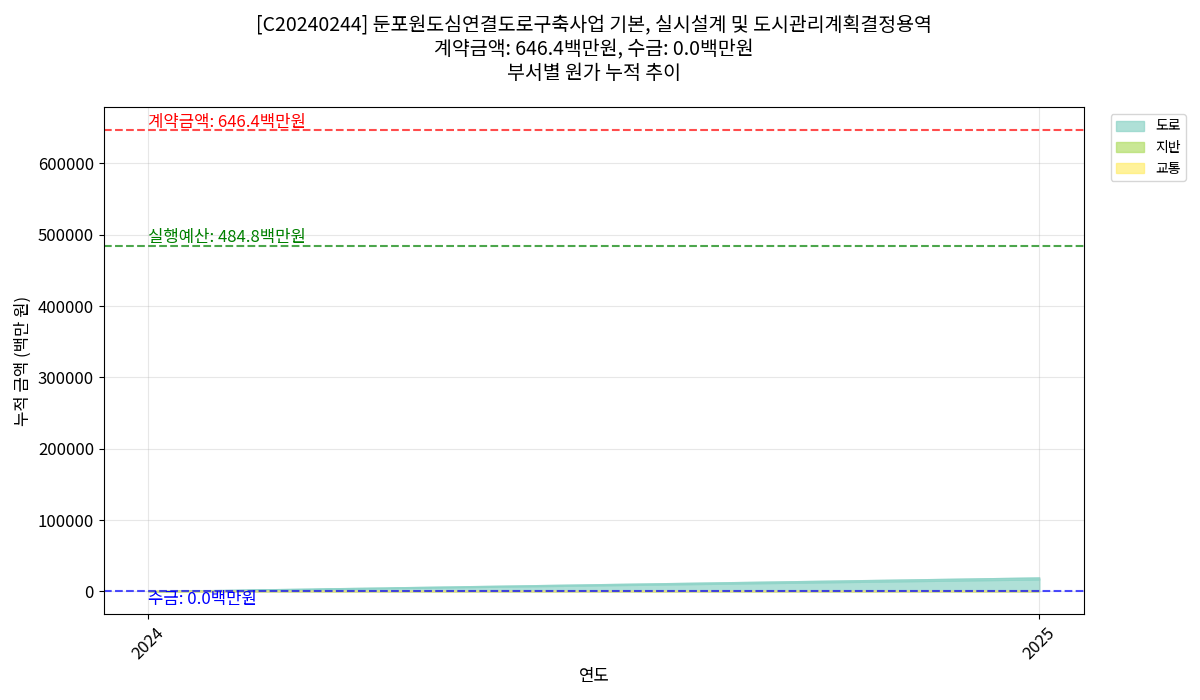 [C20240244] 둔포원도심연결도로구축사업 기본, 실시설계 및 도시관리계획결정용역
계약금액: 646.4백만원, 수금: 0.0백만원
부서별 원가 누적 추이
계약금액: 646.4백만원
실행예산: 484.8백만원
수금: 0.0백만원
도로
지반
교통
누적 금액 (백만 원)
600000
500000
400000
300000
200000
100000
0
2024
2025
연도